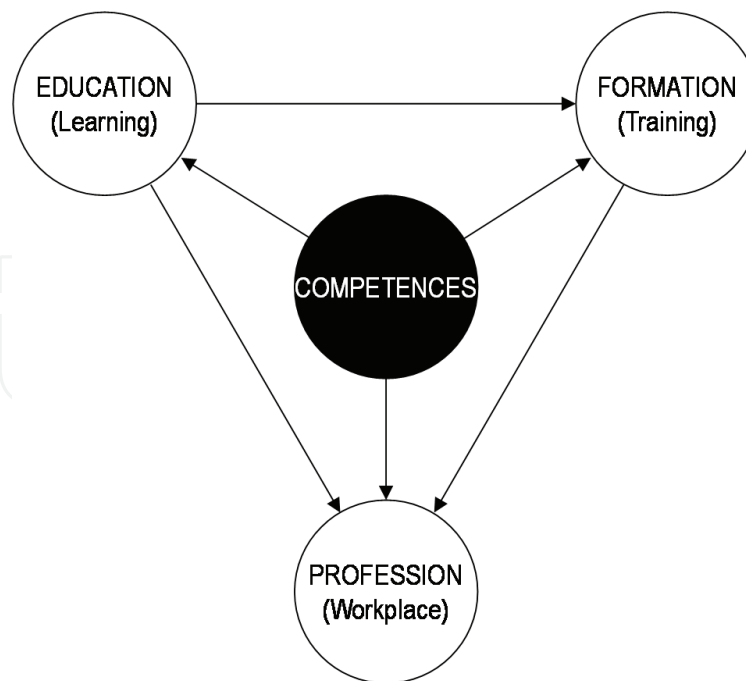 EDUCATION
(Learning)
FORMATION
(Training)
COMPETENCES
PROFESSION
(Workplace)